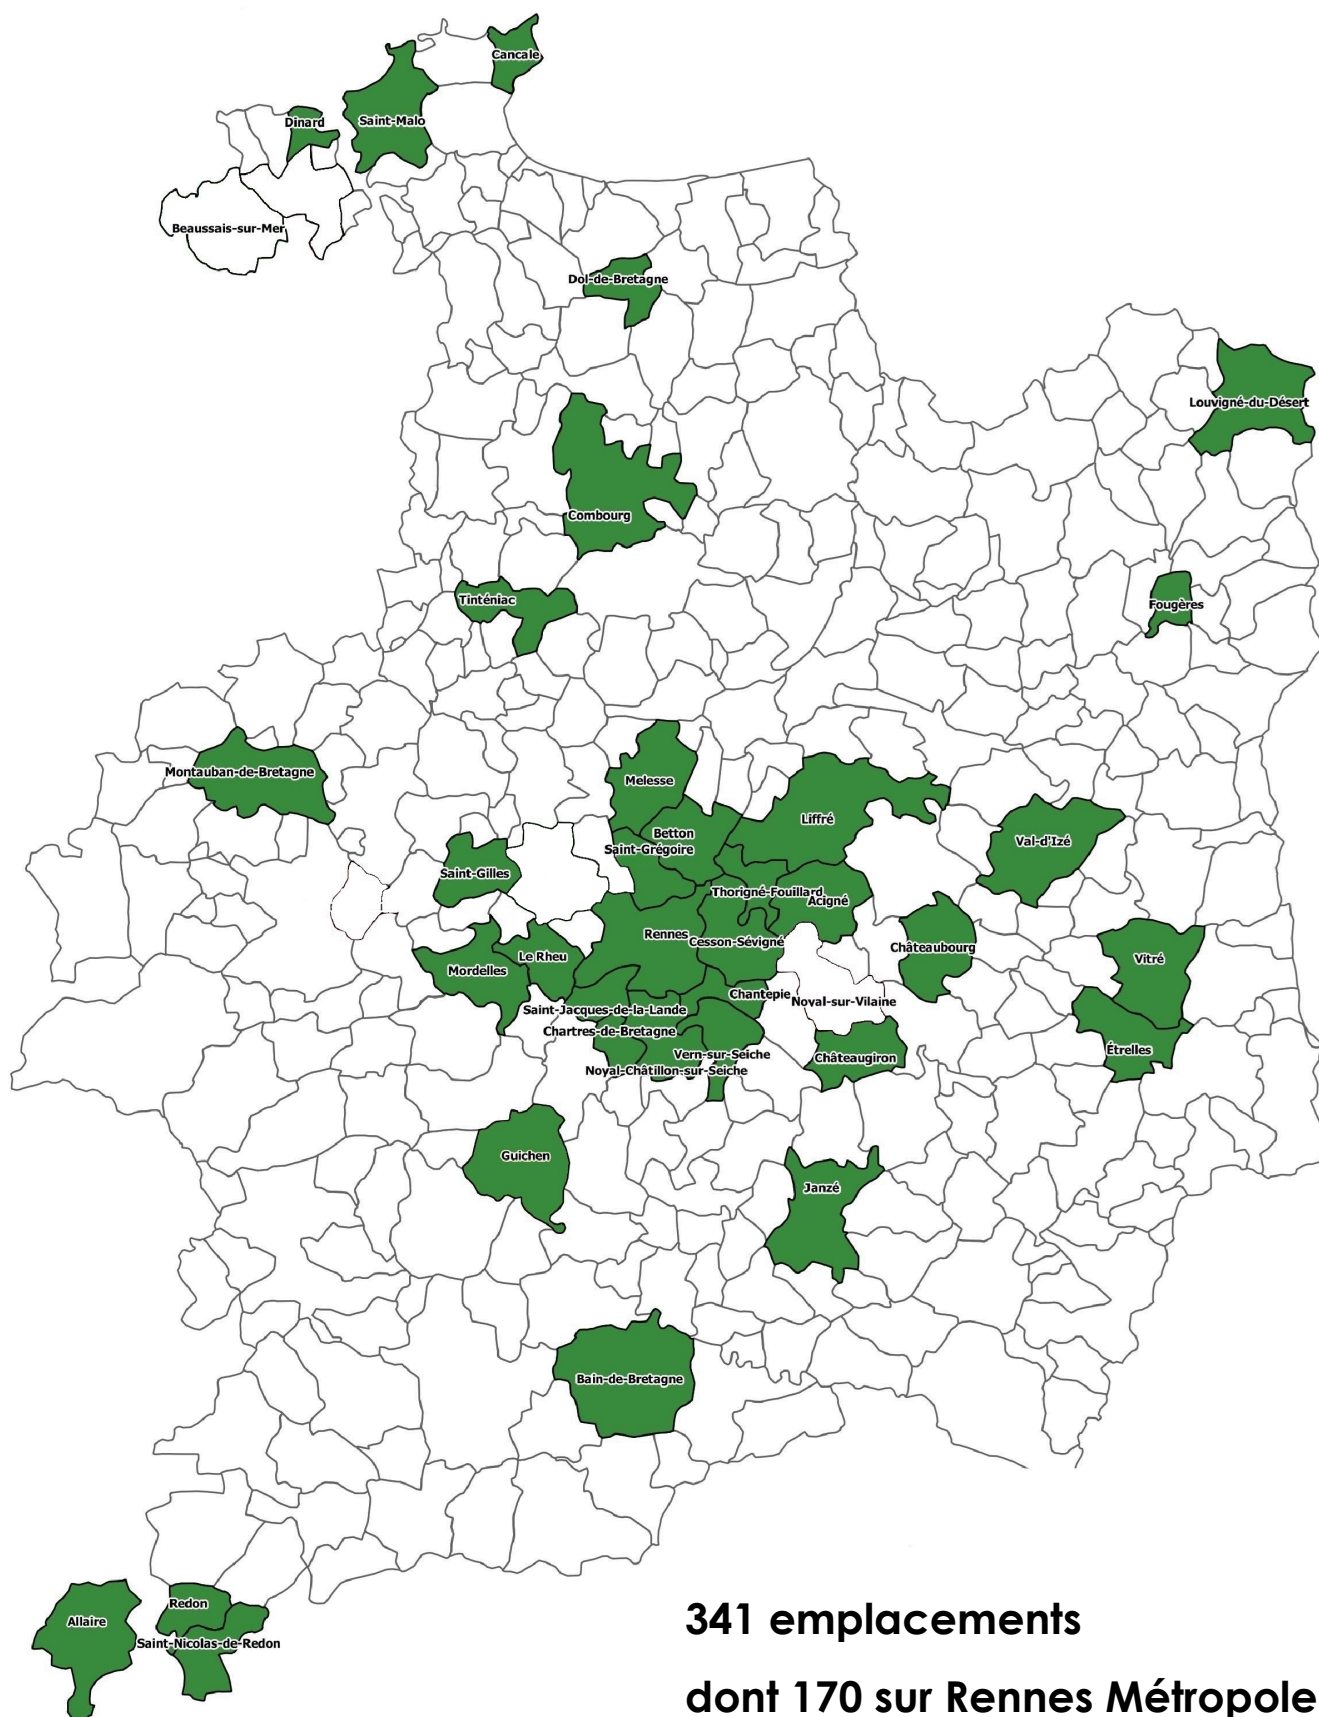 Cancale
Saint-Malo
Dinard
Beaussais-sur-Mer
Dol-de-Bretagne
Louvigné-du-Désert
Combourg
Tinténiac
Fougères
Montauban-de-Bretagne
Melesse
Liffré
Betton
Val-d'Izé
Saint-Grégoire
Saint-Gilles
Thorigné-Fouillard
Acigné
Rennes
Cesson-Sévigné
Châteaubourg
Le Rheu
Vitré
Mordelles
Chantepie
Noyal-sur-Vilaine
Saint-Jacques-de-la-Lande
Chartres-de-Bretagne
Étrelles
Vern-sur-Seiche
Châteaugiron
Noyal-Châtillon-sur-Seiche
Guichen
Janzé
Bain-de-Bretagne
Redon
Allaire
Saint-Nicolas-de-Redon
341 emplacements
dont 170 sur Rennes Métropole